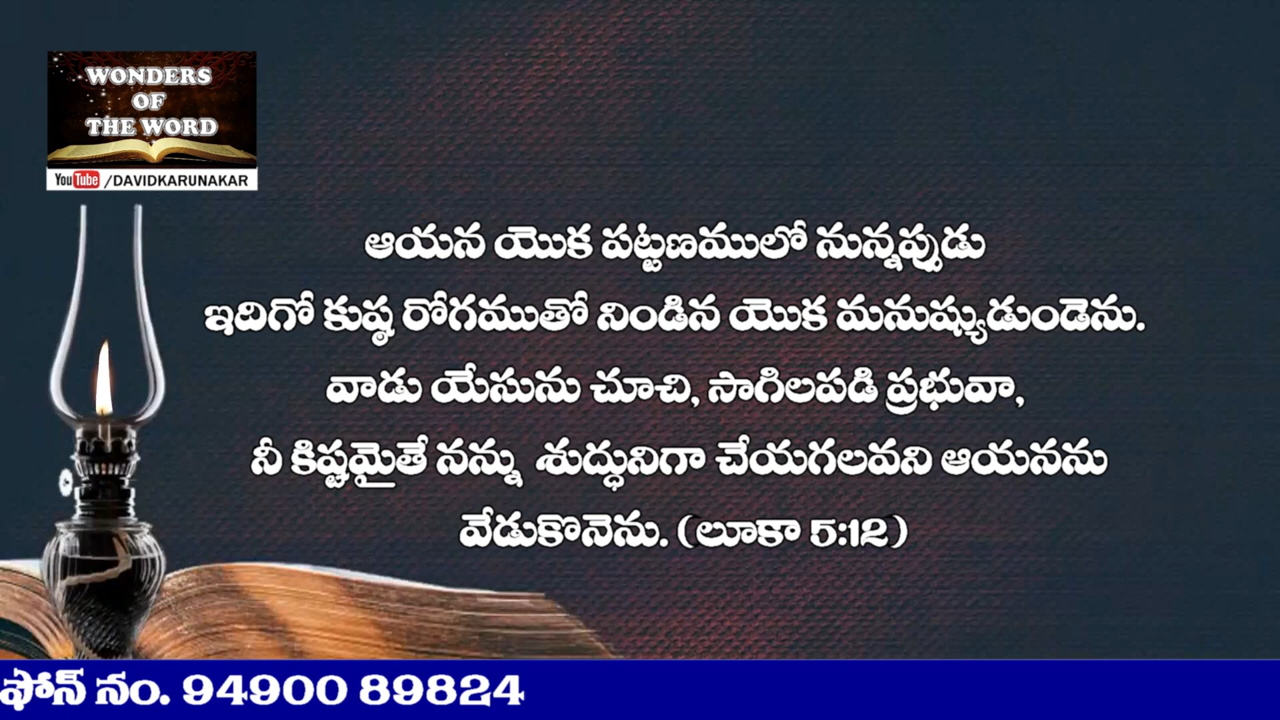 WONDERS
OF
THE WORD
YouTube /DAVIDKARUNAKAR
ఆయన యొక పట్టణములో నున్నప్పుడు
ఇదిగో కుష్ఠ రోగముతో నిండిన యొక మనుష్యుడుండెను.
వాడు యేసును చూచి, సాగిలపడి ప్రభువా,
నీ కిష్టమైతే నన్ను శుద్ధునిగా చేయగలవని ఆయనను
వేడుకొనెను. (లూకా 5:12)
ఫోన్ నం. 94900 89824